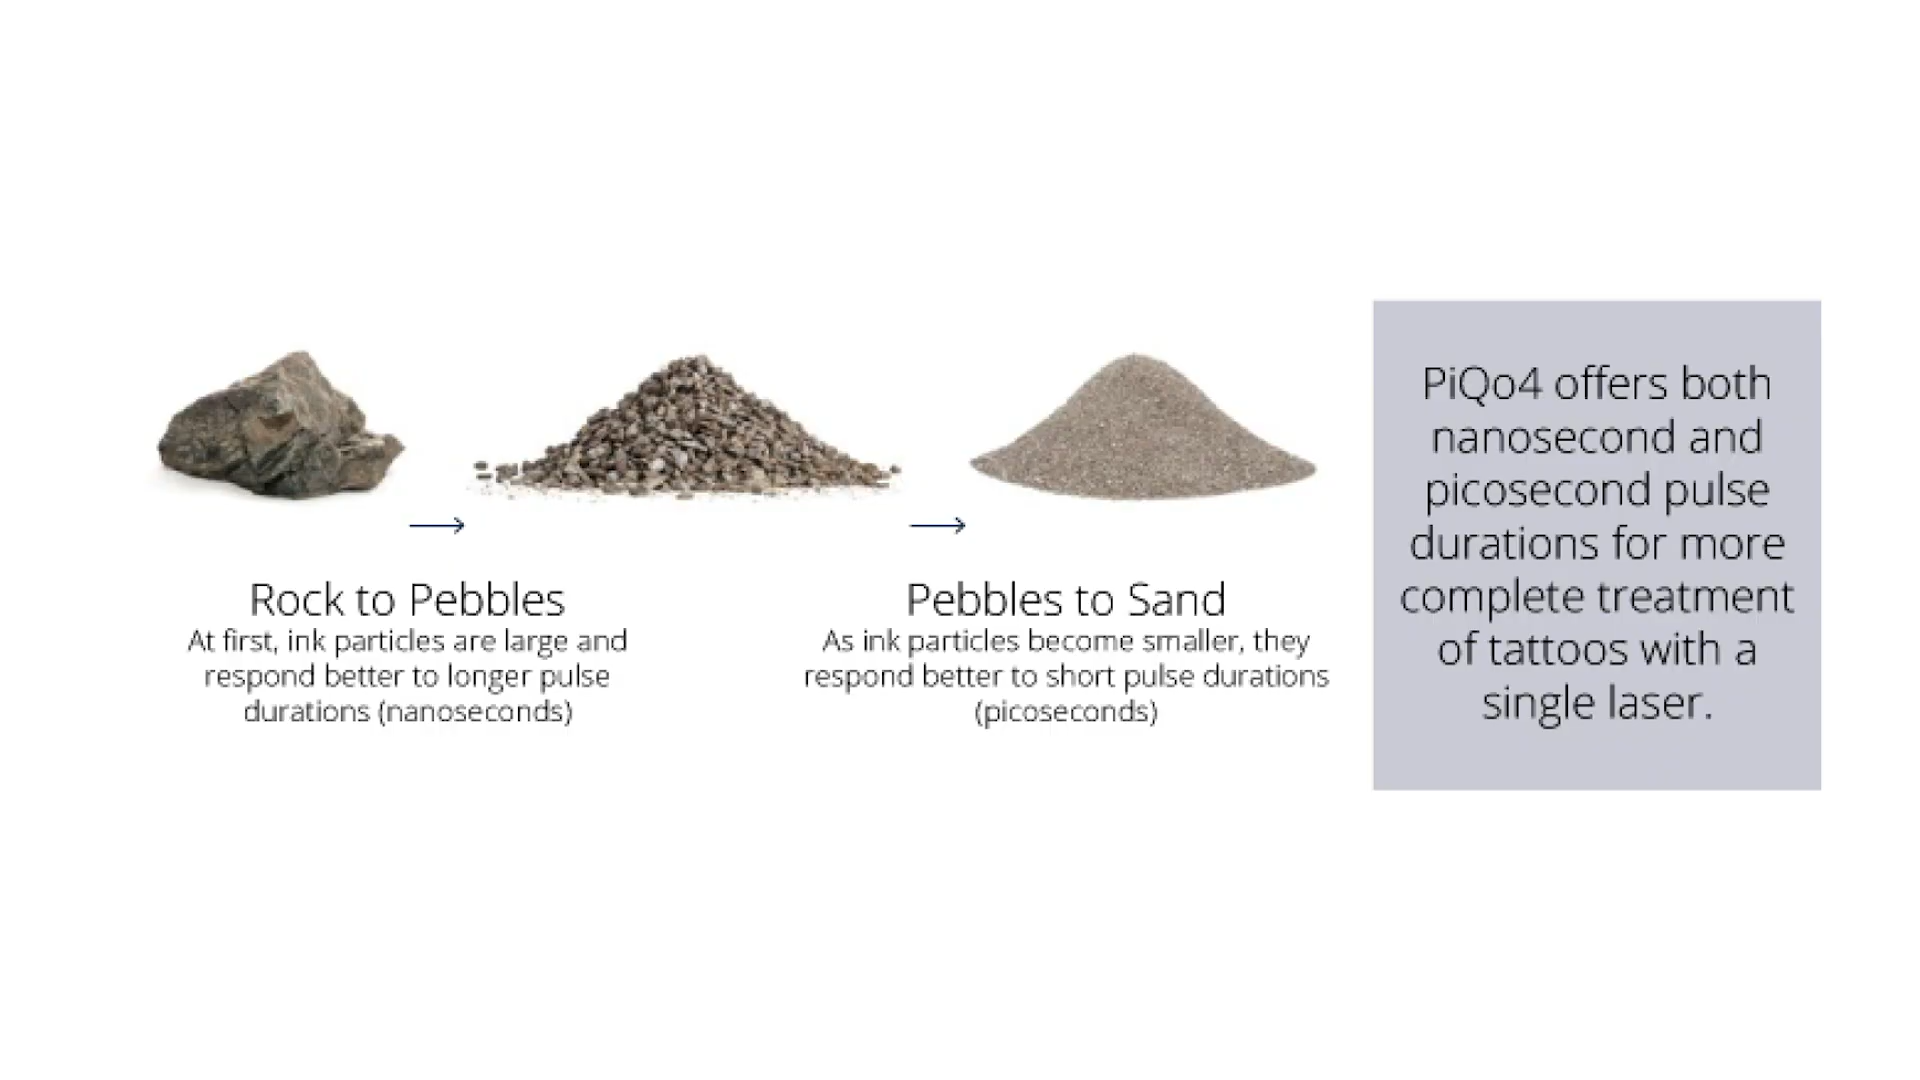 Rock to Pebbles
At first, ink particles are large and
respond better to longer pulse
durations (nanoseconds)
Pebbles to Sand
As ink particles become smaller, they
respond better to short pulse durations
(picoseconds)
PiQo4 offers both
nanosecond and
picosecond pulse
durations for more
complete treatment
of tattoos with a
single laser.